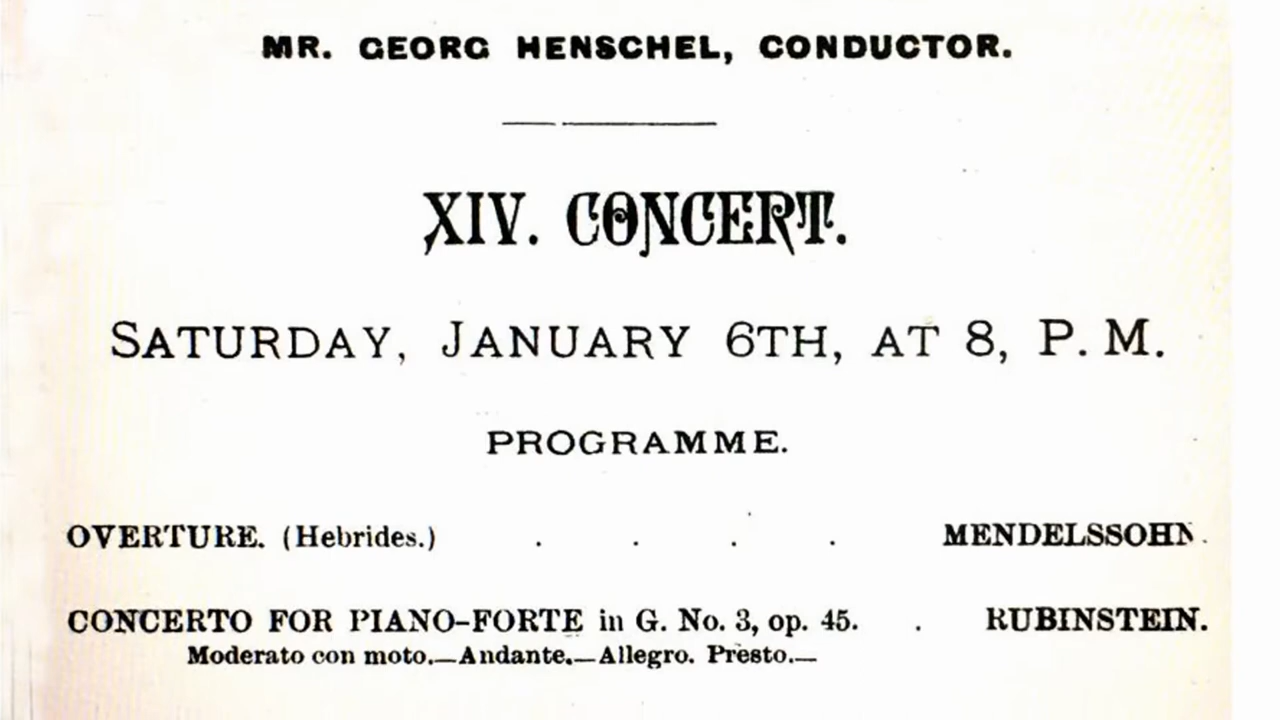 MR. GEORG HENSCHEL, CONDUCTOR.
XIV. CONCERT.
SATURDAY, JANUARY 6TH, AT 8, P. M.
PROGRAMME.
OVERTURE. (Hebrides.) . . . . MENDELSSOHN.
CONCERTO FOR PIANO-FORTE in G. No. 3, op. 45. . RUBINSTEIN.
Moderato con moto.—Andante.—Allegro. Presto.—